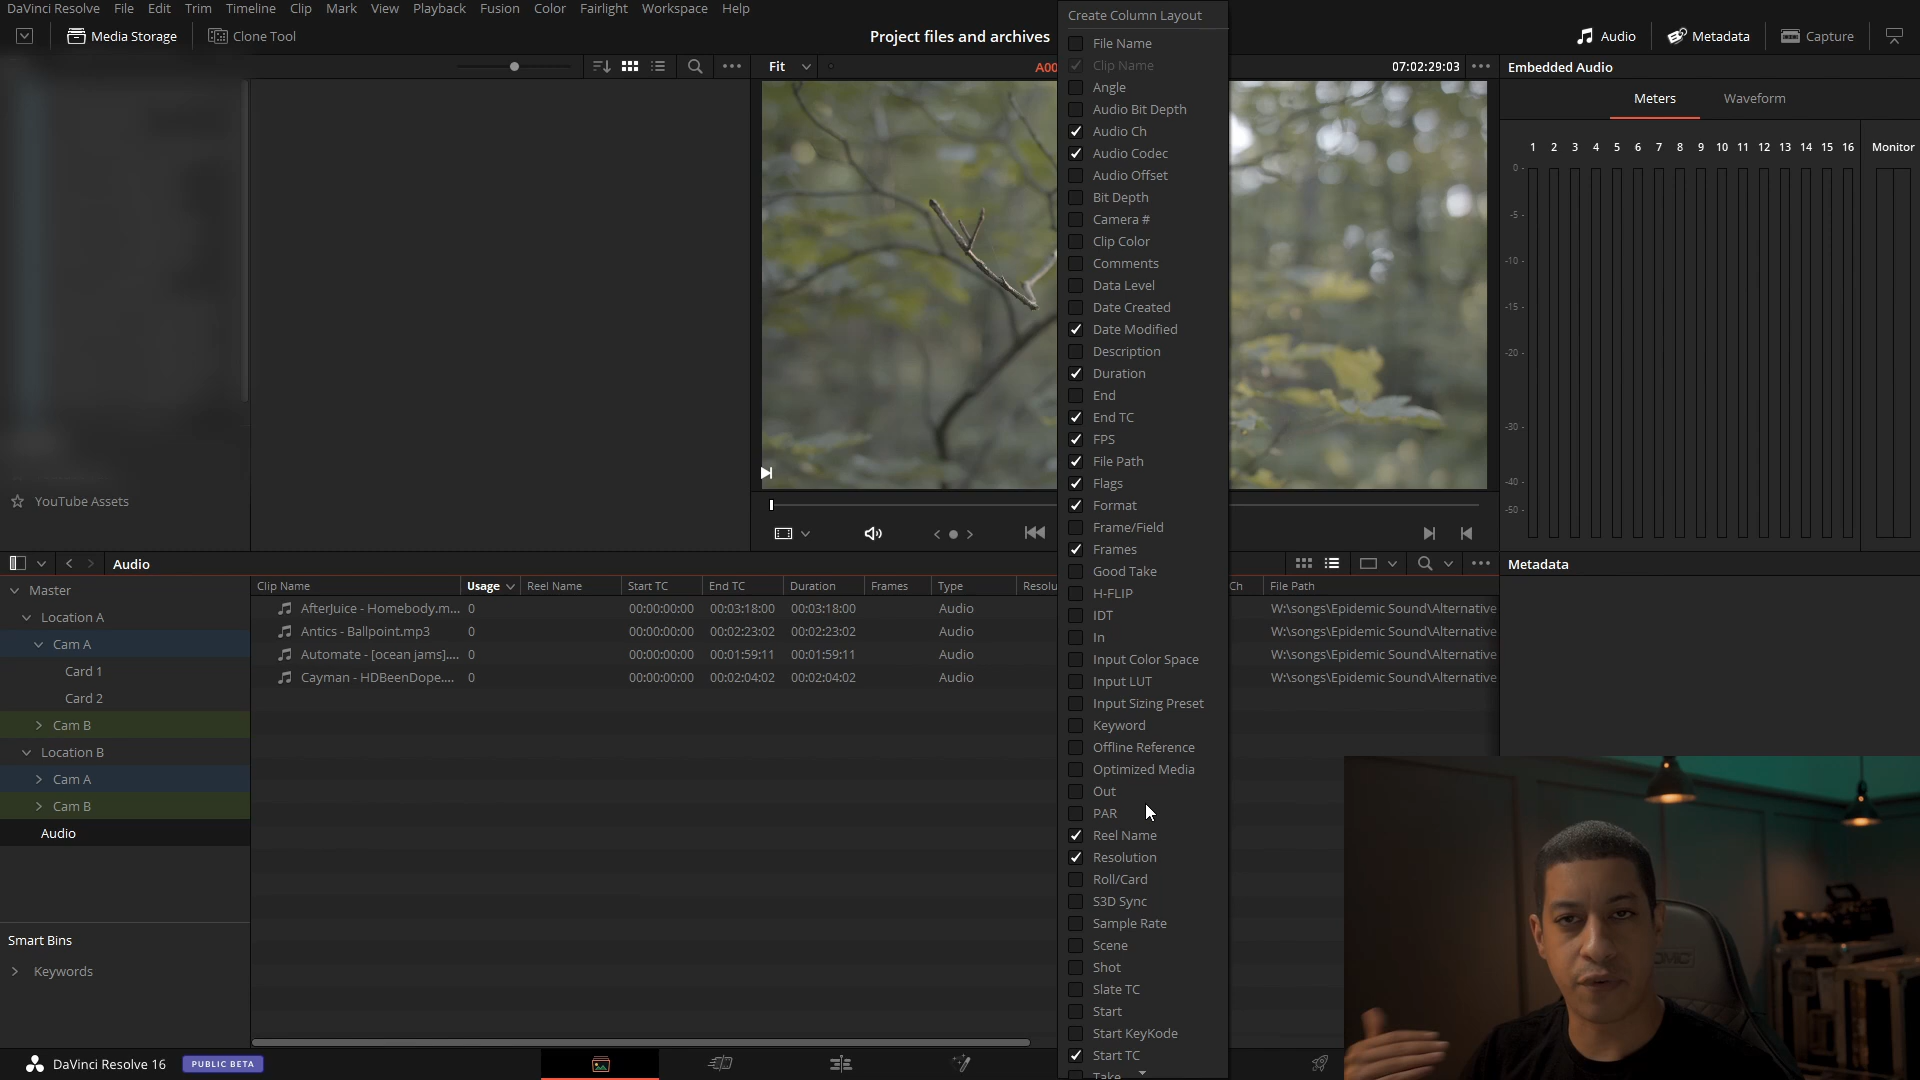 DaVinci Resolve File Edit Trim Timeline Clip Mark View Playback Fusion Color Fairlight Workspace Help
Media Storage Clone Tool
Project files and archives
Audio Metadata Capture
Fit
A00
07:02:29:03
Embedded Audio
Meters Waveform
1 2 3 4 5 6 7 8 9 10 11 12 13 14 15 16 Monitor
0
-5
-10
-15
-20
-30
-40
-50
YouTube Assets
Create Column Layout
File Name
Clip Name
Angle
Audio Bit Depth
Audio Ch
Audio Codec
Audio Offset
Bit Depth
Camera #
Clip Color
Comments
Data Level
Date Created
Date Modified
Description
Duration
End
End TC
FPS
File Path
Flags
Format
Frame/Field
Frames
Good Take
H-FLIP
IDT
In
Input Color Space
Input LUT
Input Sizing Preset
Keyword
Offline Reference
Optimized Media
Out
PAR
Reel Name
Resolution
Roll/Card
S3D Sync
Sample Rate
Scene
Shot
Slate TC
Start
Start KeyKode
Start TC
Take
Audio
Metadata
Master
Location A
Cam A
Card 1
Card 2
Cam B
Location B
Cam A
Cam B
Audio
Smart Bins
Keywords
Clip Name Usage Reel Name Start TC End TC Duration Frames Type Resolu Ch File Path
AfterJuice - Homebody.m... 0 00:00:00:00 00:03:18:00 00:03:18:00 Audio W:\songs\Epidemic Sound\Alternative
Antics - Ballpoint.mp3 0 00:00:00:00 00:02:23:02 00:02:23:02 Audio W:\songs\Epidemic Sound\Alternative
Automate - [ocean jams].... 0 00:00:00:00 00:01:59:11 00:01:59:11 Audio W:\songs\Epidemic Sound\Alternative
Cayman - HDBeenDope.... 0 00:00:00:00 00:02:04:02 00:02:04:02 Audio W:\songs\Epidemic Sound\Alternative
DaVinci Resolve 16 PUBLIC BETA